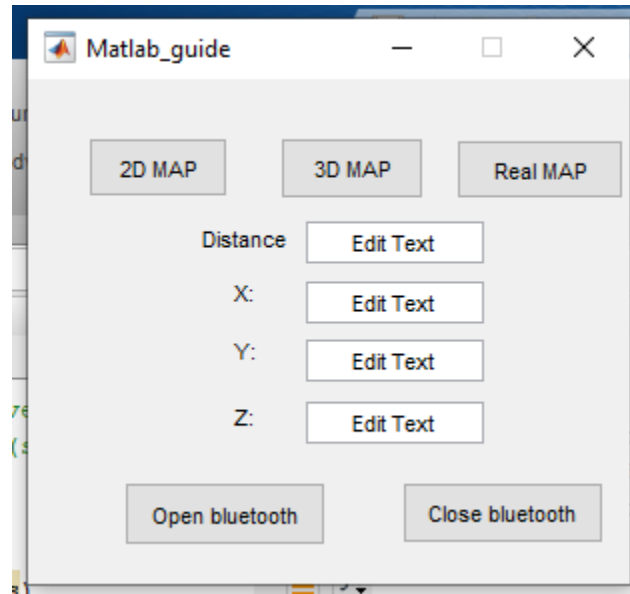 Matlab_guide
2D MAP 3D MAP Real MAP
Distance Edit Text
X: Edit Text
Y: Edit Text
Z: Edit Text
Open bluetooth Close bluetooth